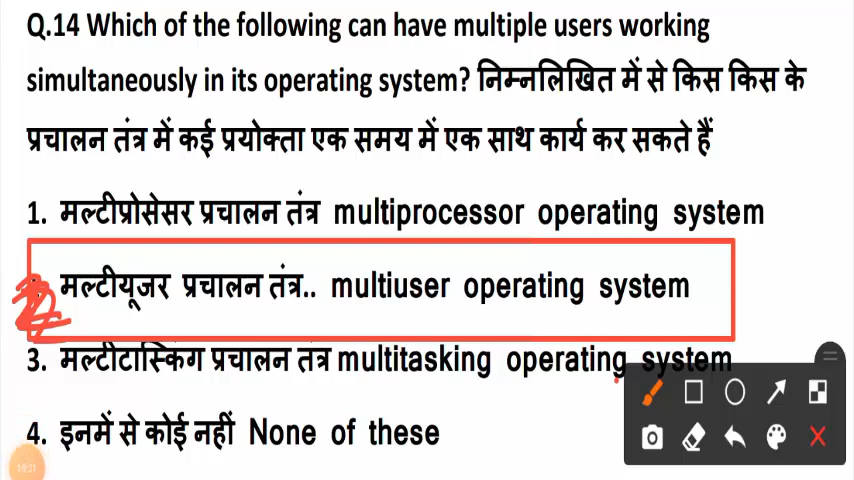 Q.14 Which of the following can have multiple users working
simultaneously in its operating system? निम्नलिखित में से किस किस के
प्रचालन तंत्र में कई प्रयोक्ता एक समय में एक साथ कार्य कर सकते हैं
1. मल्टीप्रोसेसर प्रचालन तंत्र multiprocessor operating system
2 मल्टीयूजर प्रचालन तंत्र.. multiuser operating system
3. मल्टीटास्किंग प्रचालन तंत्र multitasking operating system
4. इनमें से कोई नहीं None of these